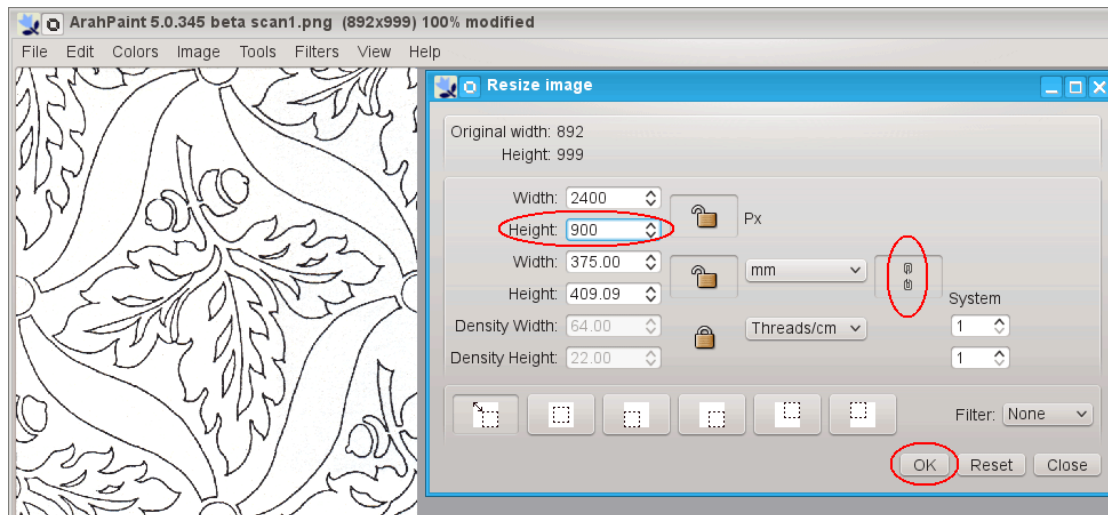 ArahPaint 5.0.345 beta scan1.png (892x999) 100% modified
File Edit Colors Image Tools Filters View Help
Resize image
Original width: 892
Height: 999
Width: 2400
Px
Height: 900
Width: 375.00 mm
Height: 409.09 System
Density Width: 64.00 Threads/cm 1
Density Height: 22.00 1
Filter: None
OK Reset Close